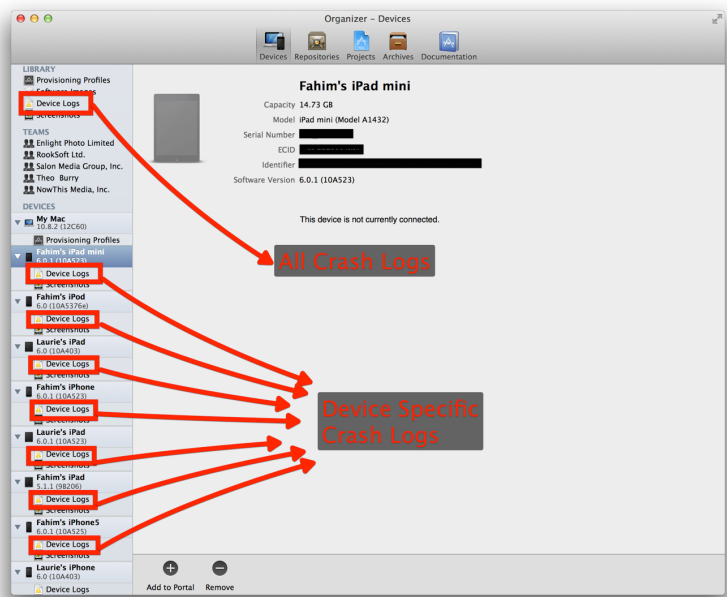 Organizer – Devices
Devices Repositories Projects Archives Documentation
LIBRARY
Provisioning Profiles
Software Images
Device Logs
Screenshots
TEAMS
Enlight Photo Limited
RookSoft Ltd.
Salon Media Group, Inc.
Theo Burry
NowThis Media, Inc.
DEVICES
My Mac
10.8.2 (12C60)
Provisioning Profiles
Fahim's iPad mini
6.0.1 (10A523)
Device Logs
Screenshots
Fahim's iPod
6.0 (10A5376e)
Device Logs
Screenshots
Laurie's iPad
6.0 (10A403)
Device Logs
Screenshots
Fahim's iPhone
6.0.1 (10A523)
Device Logs
Screenshots
Laurie's iPad
6.0.1 (10A523)
Device Logs
Screenshots
Fahim's iPad
5.1.1 (9B206)
Device Logs
Screenshots
Fahim's iPhone5
6.0.1 (10A525)
Device Logs
Screenshots
Laurie's iPhone
6.0 (10A403)
Device Logs
Fahim's iPad mini
Capacity 14.73 GB
Model iPad mini (Model A1432)
Serial Number
ECID
Identifier
Software Version 6.0.1 (10A523)
This device is not currently connected.
All Crash Logs
Device Specific
Crash Logs
Add to Portal Remove